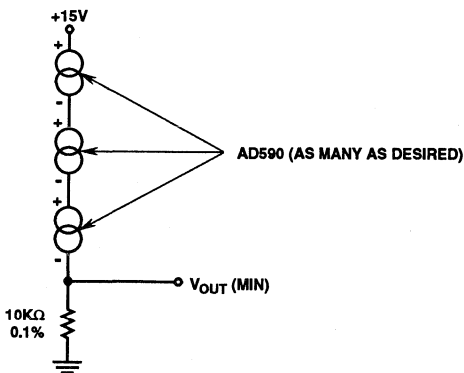 +15V
+
-
+
-
+
-
AD590 (AS MANY AS DESIRED)
VOUT (MIN)
10KΩ
0.1%